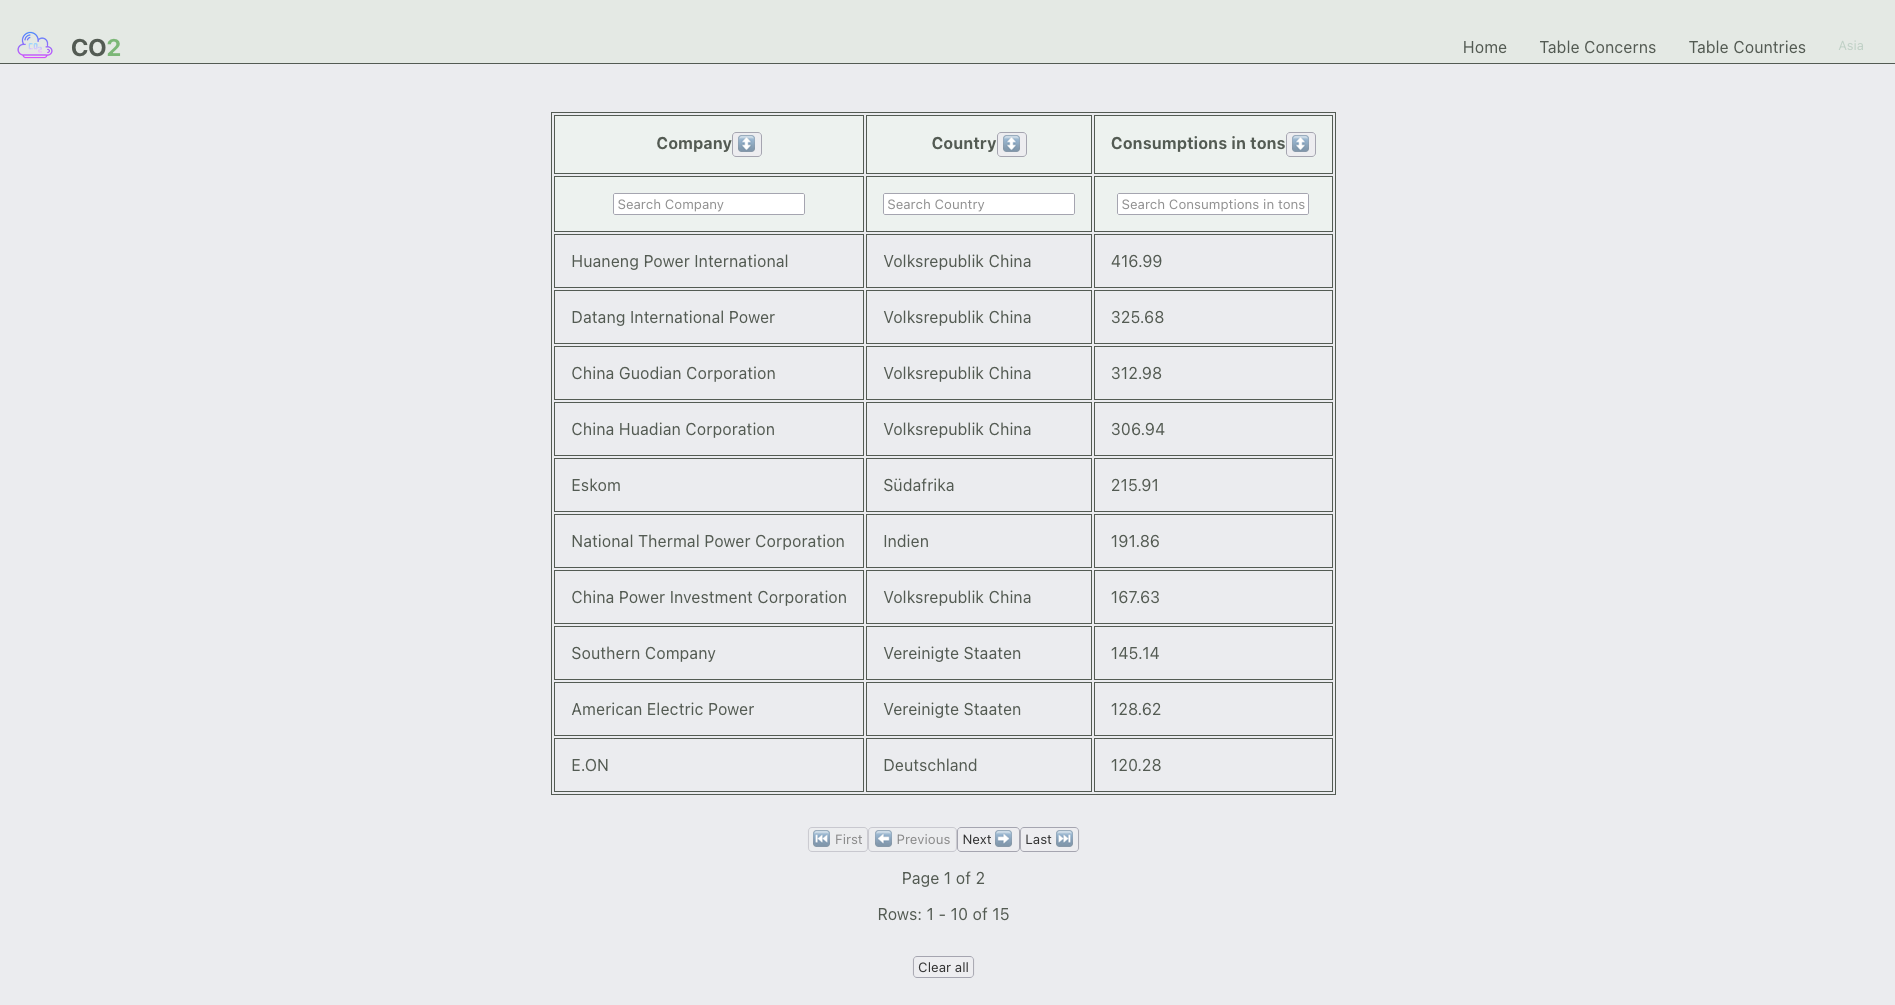 CO2 Home Table Concerns Table Countries Asia
Company Country Consumptions in tons
Search Company Search Country Search Consumptions in tons
Huaneng Power International Volksrepublik China 416.99
Datang International Power Volksrepublik China 325.68
China Guodian Corporation Volksrepublik China 312.98
China Huadian Corporation Volksrepublik China 306.94
Eskom Südafrika 215.91
National Thermal Power Corporation Indien 191.86
China Power Investment Corporation Volksrepublik China 167.63
Southern Company Vereinigte Staaten 145.14
American Electric Power Vereinigte Staaten 128.62
E.ON Deutschland 120.28
First Previous Next Last
Page 1 of 2
Rows: 1 - 10 of 15
Clear all